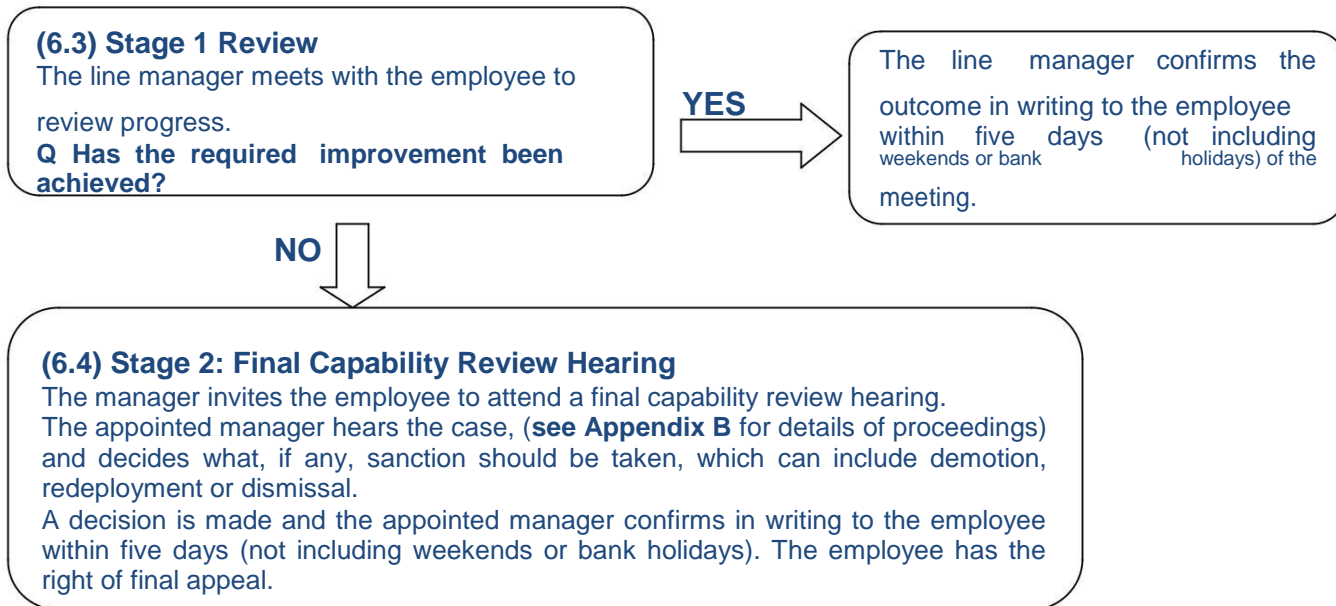 (6.3) Stage 1 Review
The line manager meets with the employee to
review progress.
Q Has the required improvement been
achieved?
YES
The line manager confirms the
outcome in writing to the employee
within five days (not including
weekends or bank holidays) of the
meeting.
NO
(6.4) Stage 2: Final Capability Review Hearing
The manager invites the employee to attend a final capability review hearing.
The appointed manager hears the case, (see Appendix B for details of proceedings)
and decides what, if any, sanction should be taken, which can include demotion,
redeployment or dismissal.
A decision is made and the appointed manager confirms in writing to the employee
within five days (not including weekends or bank holidays). The employee has the
right of final appeal.